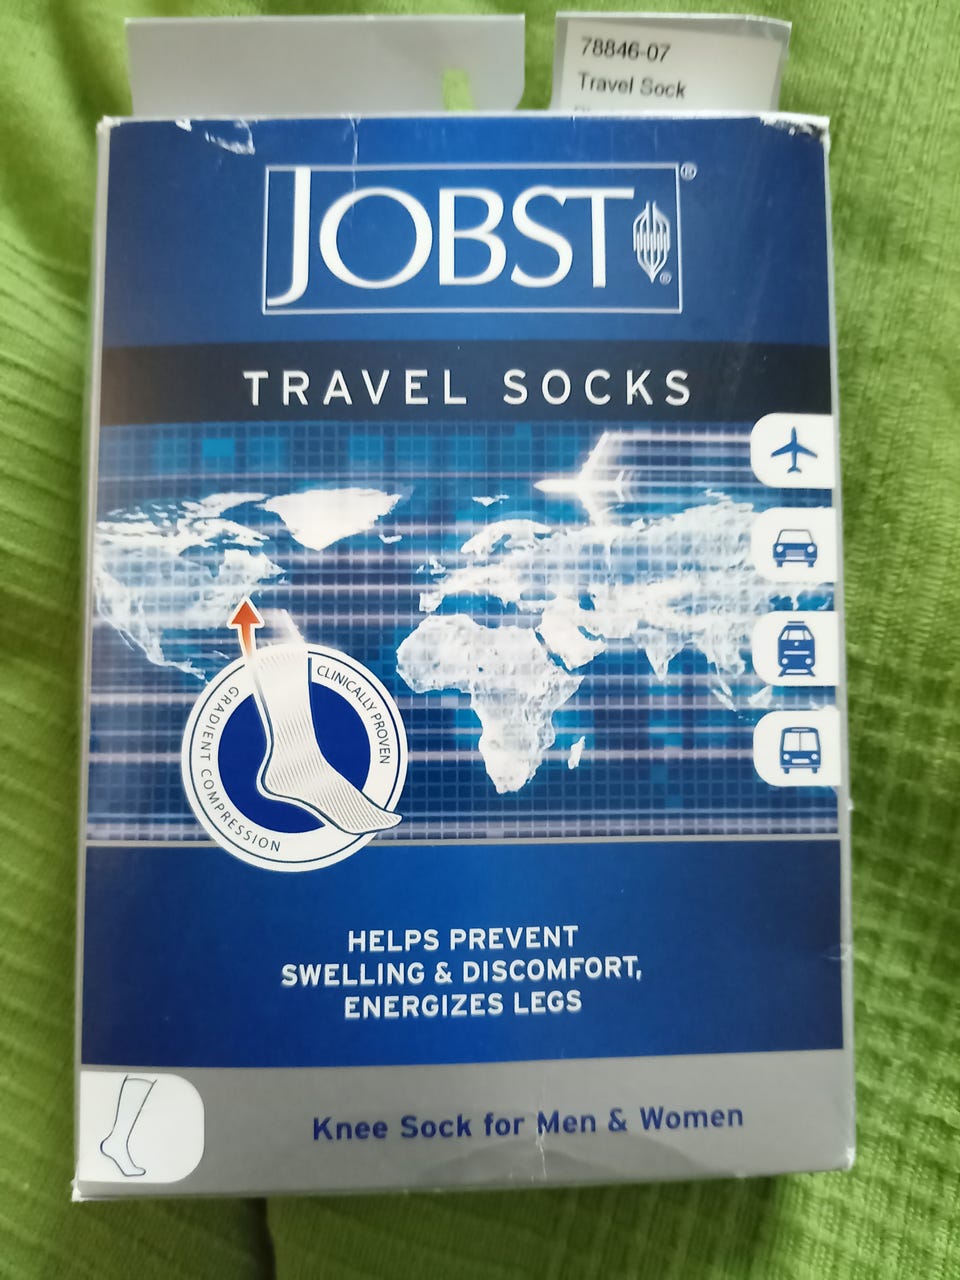 78846-07
Travel Sock
JOBST ®
®
TRAVEL SOCKS
CLINICALLY PROVEN
GRADIENT COMPRESSION
HELPS PREVENT
SWELLING & DISCOMFORT,
ENERGIZES LEGS
Knee Sock for Men & Women